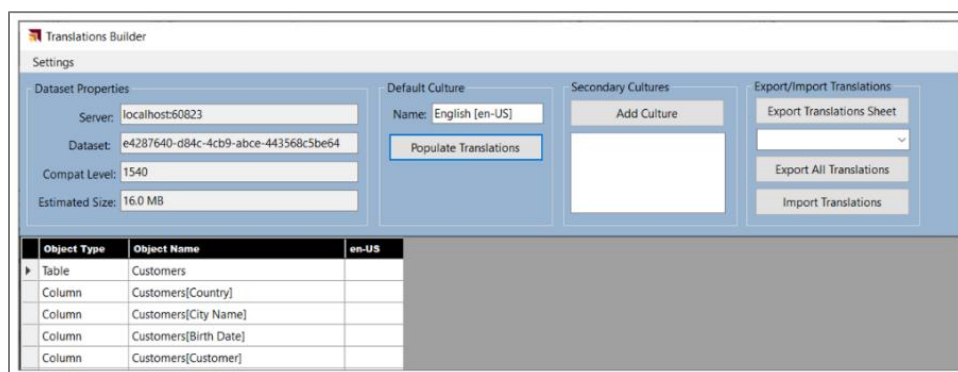 Translations Builder
Settings
Dataset Properties
Server: localhost:60823
Dataset: e4287640-d84c-4cb9-abce-443568c5be64
Compat Level: 1540
Estimated Size: 16.0 MB
Default Culture
Name: English [en-US]
Populate Translations
Secondary Cultures
Add Culture
Export/Import Translations
Export Translations Sheet
Export All Translations
Import Translations
Object Type Object Name en-US
Table Customers
Column Customers[Country]
Column Customers[City Name]
Column Customers[Birth Date]
Column Customers[Customer]